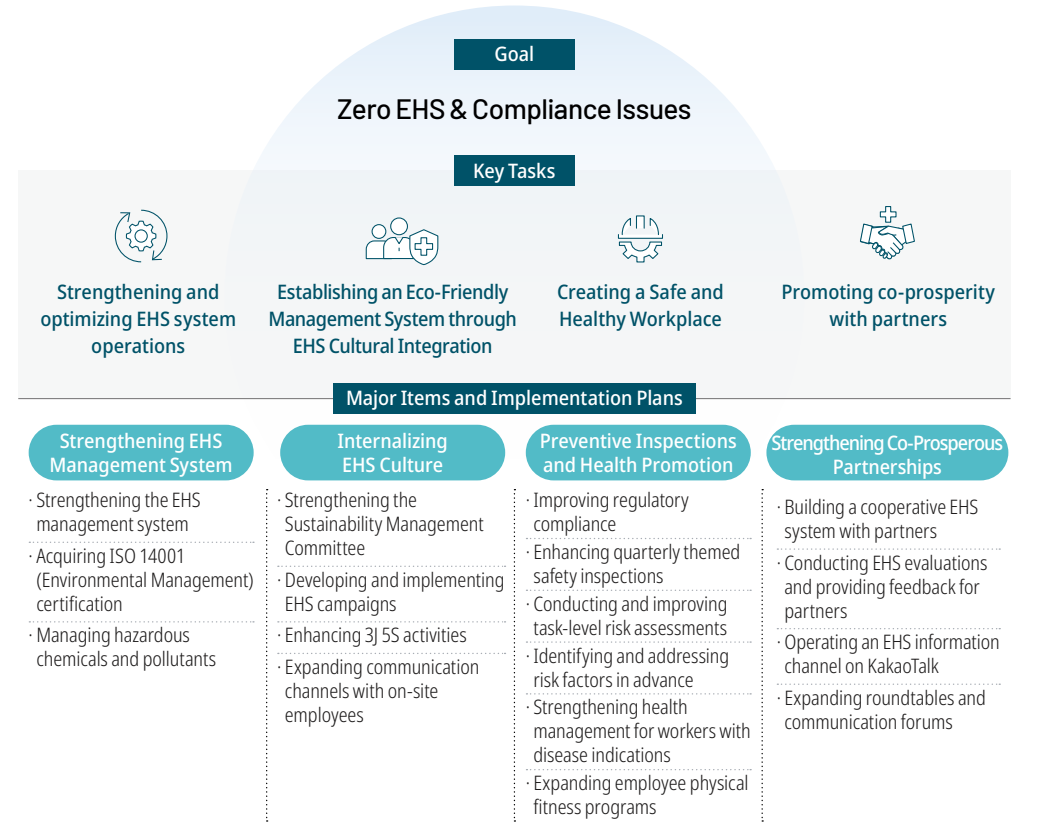 Goal
Zero EHS & Compliance Issues
Key Tasks
Strengthening and
optimizing EHS system
operations
Establishing an Eco-Friendly
Management System through
EHS Cultural Integration
Creating a Safe and
Healthy Workplace
Promoting co-prosperity
with partners
Major Items and Implementation Plans
Strengthening EHS
Management System
· Strengthening the EHS
management system
· Acquiring ISO 14001
(Environmental Management)
certification
· Managing hazardous
chemicals and pollutants
Internalizing
EHS Culture
· Strengthening the
Sustainability Management
Committee
· Developing and implementing
EHS campaigns
· Enhancing 3J 5S activities
· Expanding communication
channels with on-site
employees
Preventive Inspections
and Health Promotion
· Improving regulatory
compliance
· Enhancing quarterly themed
safety inspections
· Conducting and improving
task-level risk assessments
· Identifying and addressing
risk factors in advance
· Strengthening health
management for workers with
disease indications
· Expanding employee physical
fitness programs
Strengthening Co-Prosperous
Partnerships
· Building a cooperative EHS
system with partners
· Conducting EHS evaluations
and providing feedback for
partners
· Operating an EHS information
channel on KakaoTalk
· Expanding roundtables and
communication forums